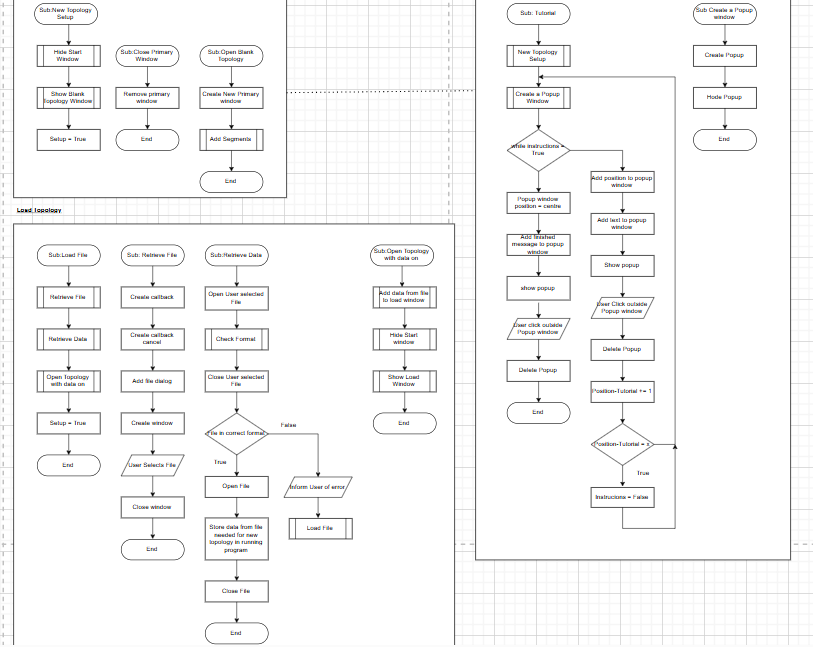 Sub:New Topology
Setup
Hide Start
Window
Show Blank
Topology Window
Setup = True
Sub:Close Primary
Window
Remove primary
window
End
Sub:Open Blank
Topology
Create New Primary
window
Add Segments
End
Load Topology
Sub:Load File
Retrieve File
Retrieve Data
Open Topology
with data on
Setup = True
End
Sub: Retrieve File
Create callback
Create callback
cancel
Add file dialog
Create window
User Selects File
Close window
End
Sub:Retrieve Data
Open User selected
File
Check Format
Close User selected
File
File in correct format
False
True
Open File
Inform User of error
Load File
Store data from file
needed for new
topology in running
program
Close File
End
Sub:Open Topology
with data on
Add data from file
to load window
Hide Start
window
Show Load
Window
End
Sub: Tutorial
New Topology
Setup
Create a Popup
Window
while instructions =
True
Popup window
position = centre
Add finished
message to popup
window
show popup
User click outside
Popup window
Delete Popup
End
Add position to popup
window
Add text to popup
window
Show popup
User Click outside
Popup window
Delete Popup
Position-Tutorial += 1
Position-Tutorial = x
True
Instructions = False
Sub Create a Popup
window
Create Popup
Hode Popup
End